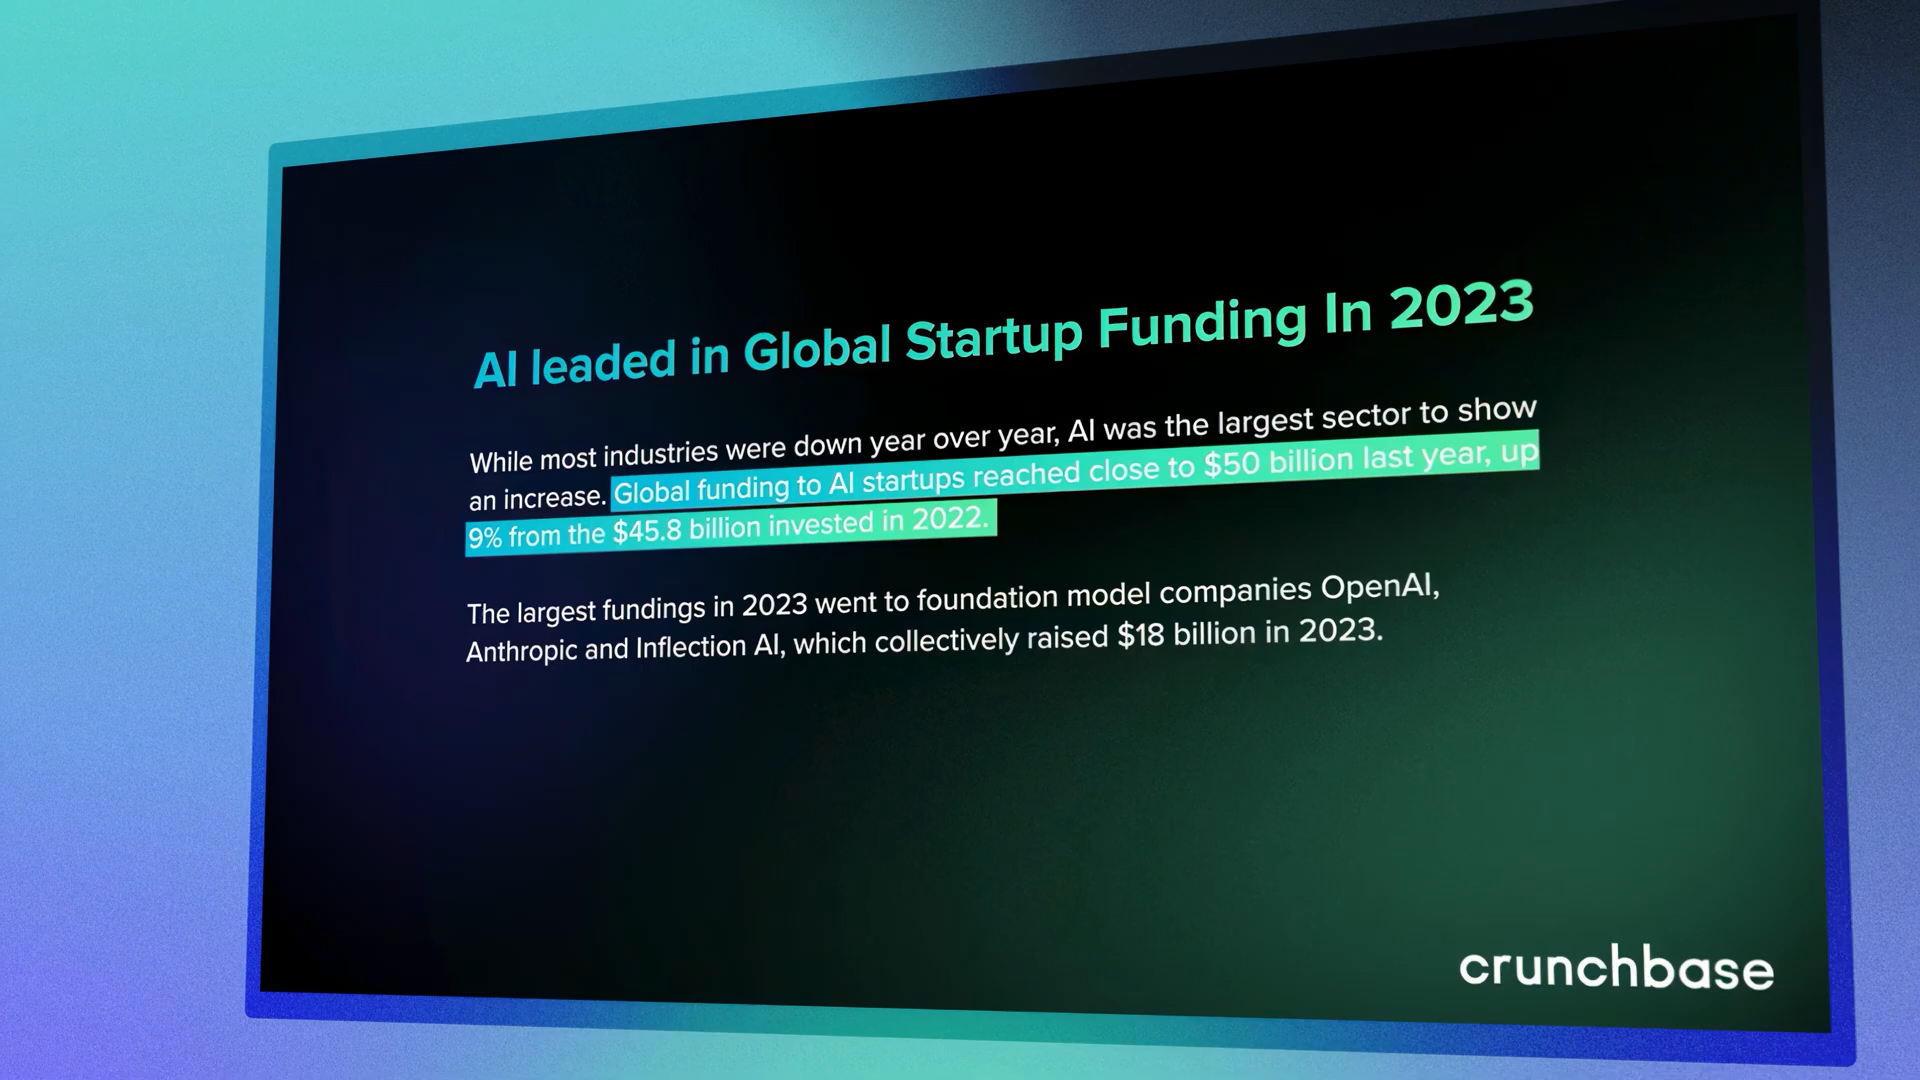 AI leaded in Global Startup Funding In 2023
While most industries were down year over year, AI was the largest sector to show
an increase. Global funding to AI startups reached close to $50 billion last year, up
9% from the $45.8 billion invested in 2022.
The largest fundings in 2023 went to foundation model companies OpenAI,
Anthropic and Inflection AI, which collectively raised $18 billion in 2023.
crunchbase